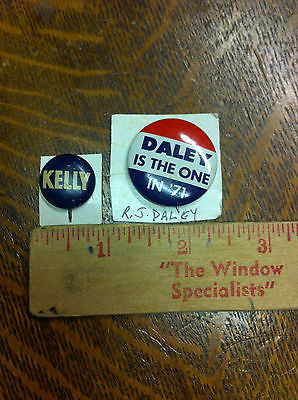 KELLY
DALEY
IS THE ONE
IN '71
R.J. DALEY
1 2 3
"The Window
Specialists"